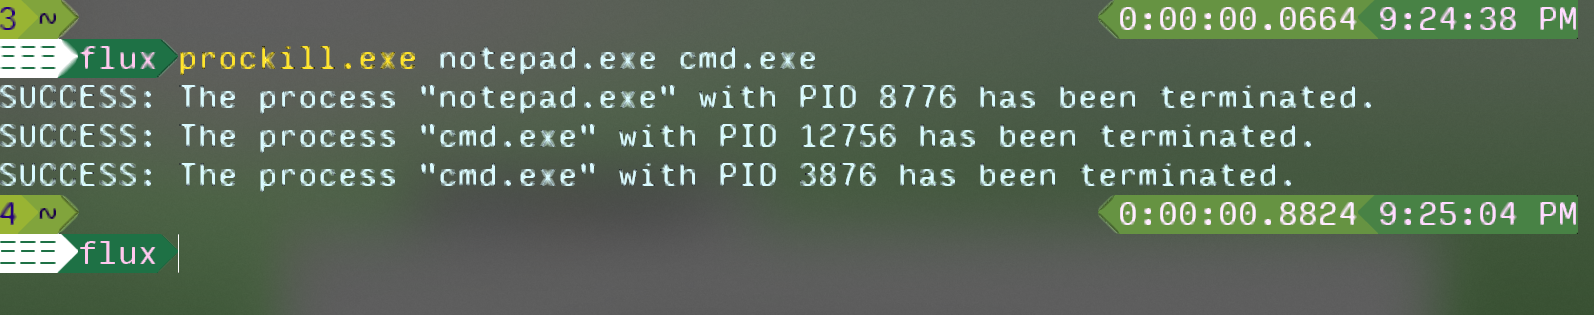 3 ~ 0:00:00.0664 9:24:38 PM
flux prockill.exe notepad.exe cmd.exe
SUCCESS: The process "notepad.exe" with PID 8776 has been terminated.
SUCCESS: The process "cmd.exe" with PID 12756 has been terminated.
SUCCESS: The process "cmd.exe" with PID 3876 has been terminated.
4 ~ 0:00:00.8824 9:25:04 PM
flux